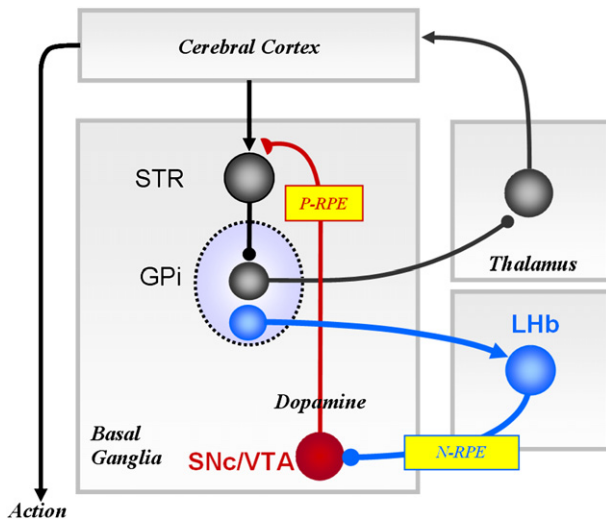 Cerebral Cortex
STR
P-RPE
GPi
Thalamus
LHb
Dopamine
Basal
Ganglia
SNc/VTA
N-RPE
Action